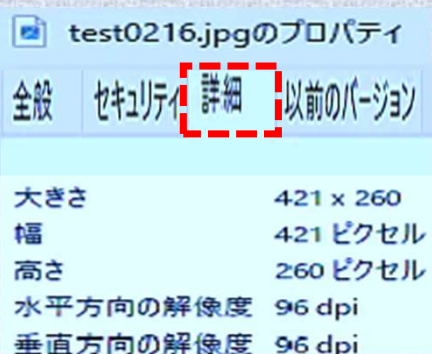 test0216.jpgのプロパティ
全般 セキュリティ 詳細 以前のバージョン
大きさ 421 x 260
幅 421 ピクセル
高さ 260 ピクセル
水平方向の解像度 96 dpi
垂直方向の解像度 96 dpi